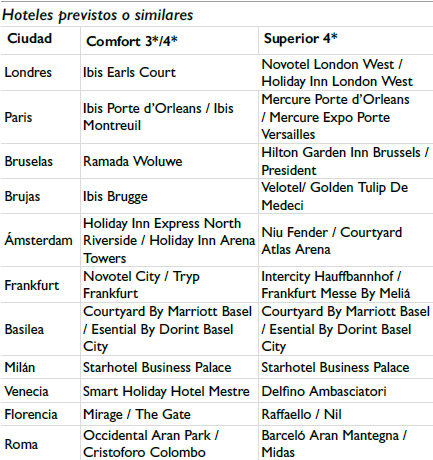 Hoteles previstos o similares
Ciudad Comfort 3*/4* Superior 4*
Londres Ibis Earls Court Novotel London West /
Holiday Inn London West
Paris Ibis Porte d'Orleans / Ibis
Montreuil Mercure Porte d'Orleans
/ Mercure Expo Porte
Versailles
Bruselas Ramada Woluwe Hilton Garden Inn Brussels /
President
Brujas Ibis Brugge Velotel/ Golden Tulip De
Medeci
Ámsterdam Holiday Inn Express North
Riverside / Holiday Inn Arena
Towers Niu Fender / Courtyard
Atlas Arena
Frankfurt Novotel City / Tryp
Frankfurt Intercity Hauffbannhof /
Frankfurt Messe By Meliá
Basilea Courtyard By Marriott Basel
/ Esential By Dorint Basel
City Courtyard By Marriott Basel
/ Esential By Dorint Basel
City
Milán Starhotel Business Palace Starhotel Business Palace
Venecia Smart Holiday Hotel Mestre Delfino Ambasciatori
Florencia Mirage / The Gate Raffaello / Nil
Roma Occidental Aran Park /
Cristoforo Colombo Barceló Aran Mantegna /
Midas